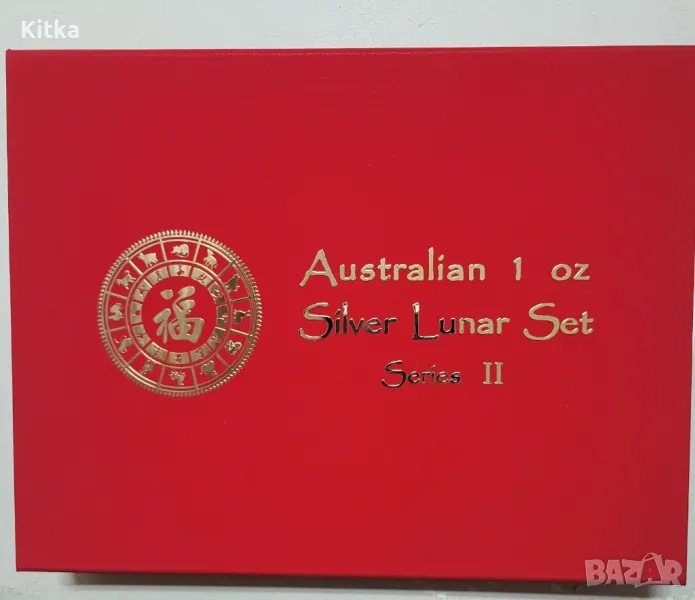 Kitka
福
Australian 1 oz
Silver Lunar Set
Series II
BAZAR